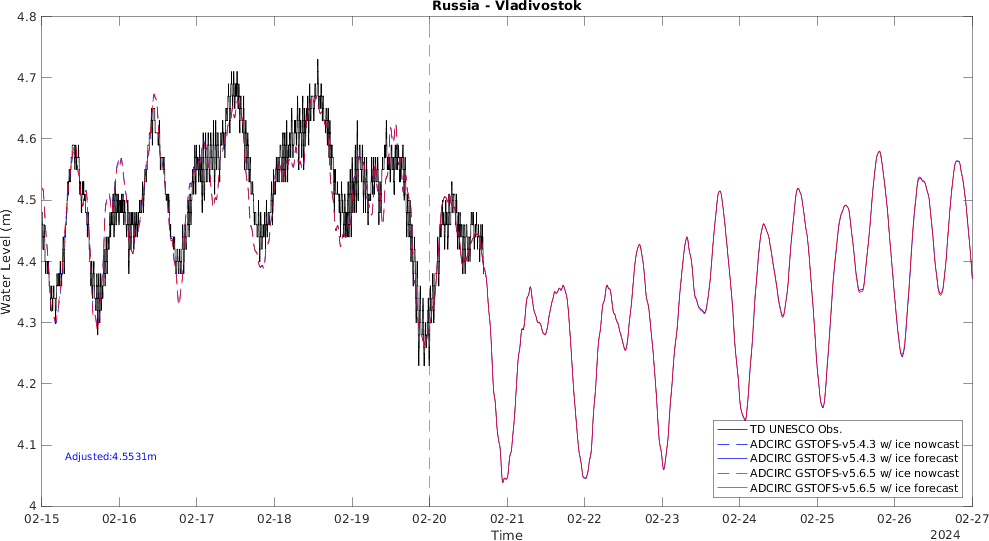 Russia - Vladivostok
4.8
4.7
4.6
4.5
4.4
4.3
4.2
4.1
4
Water Level (m)
Adjusted:4.5531m
TD UNESCO Obs.
ADCIRC GSTOFS-v5.4.3 w/ ice nowcast
ADCIRC GSTOFS-v5.4.3 w/ ice forecast
ADCIRC GSTOFS-v5.6.5 w/ ice nowcast
ADCIRC GSTOFS-v5.6.5 w/ ice forecast
02-15 02-16 02-17 02-18 02-19 02-20 02-21 02-22 02-23 02-24 02-25 02-26 02-27
Time
2024